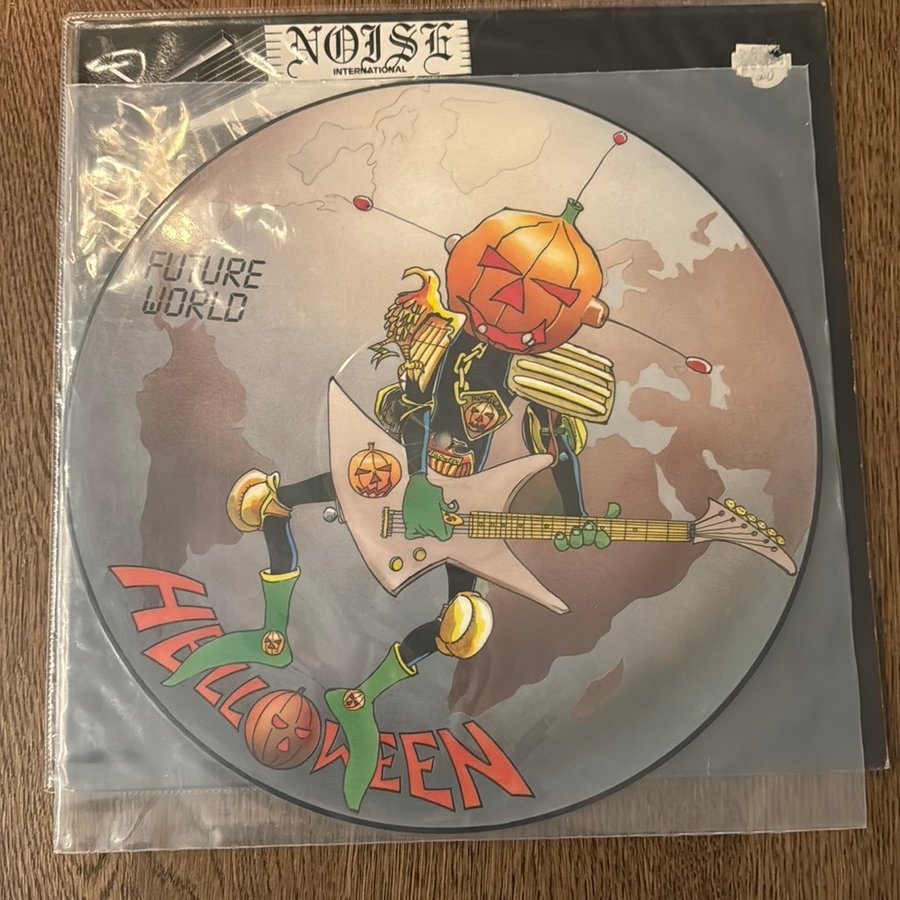 NOISE
INTERNATIONAL
FUTURE
WORLD
HELLOWEEN